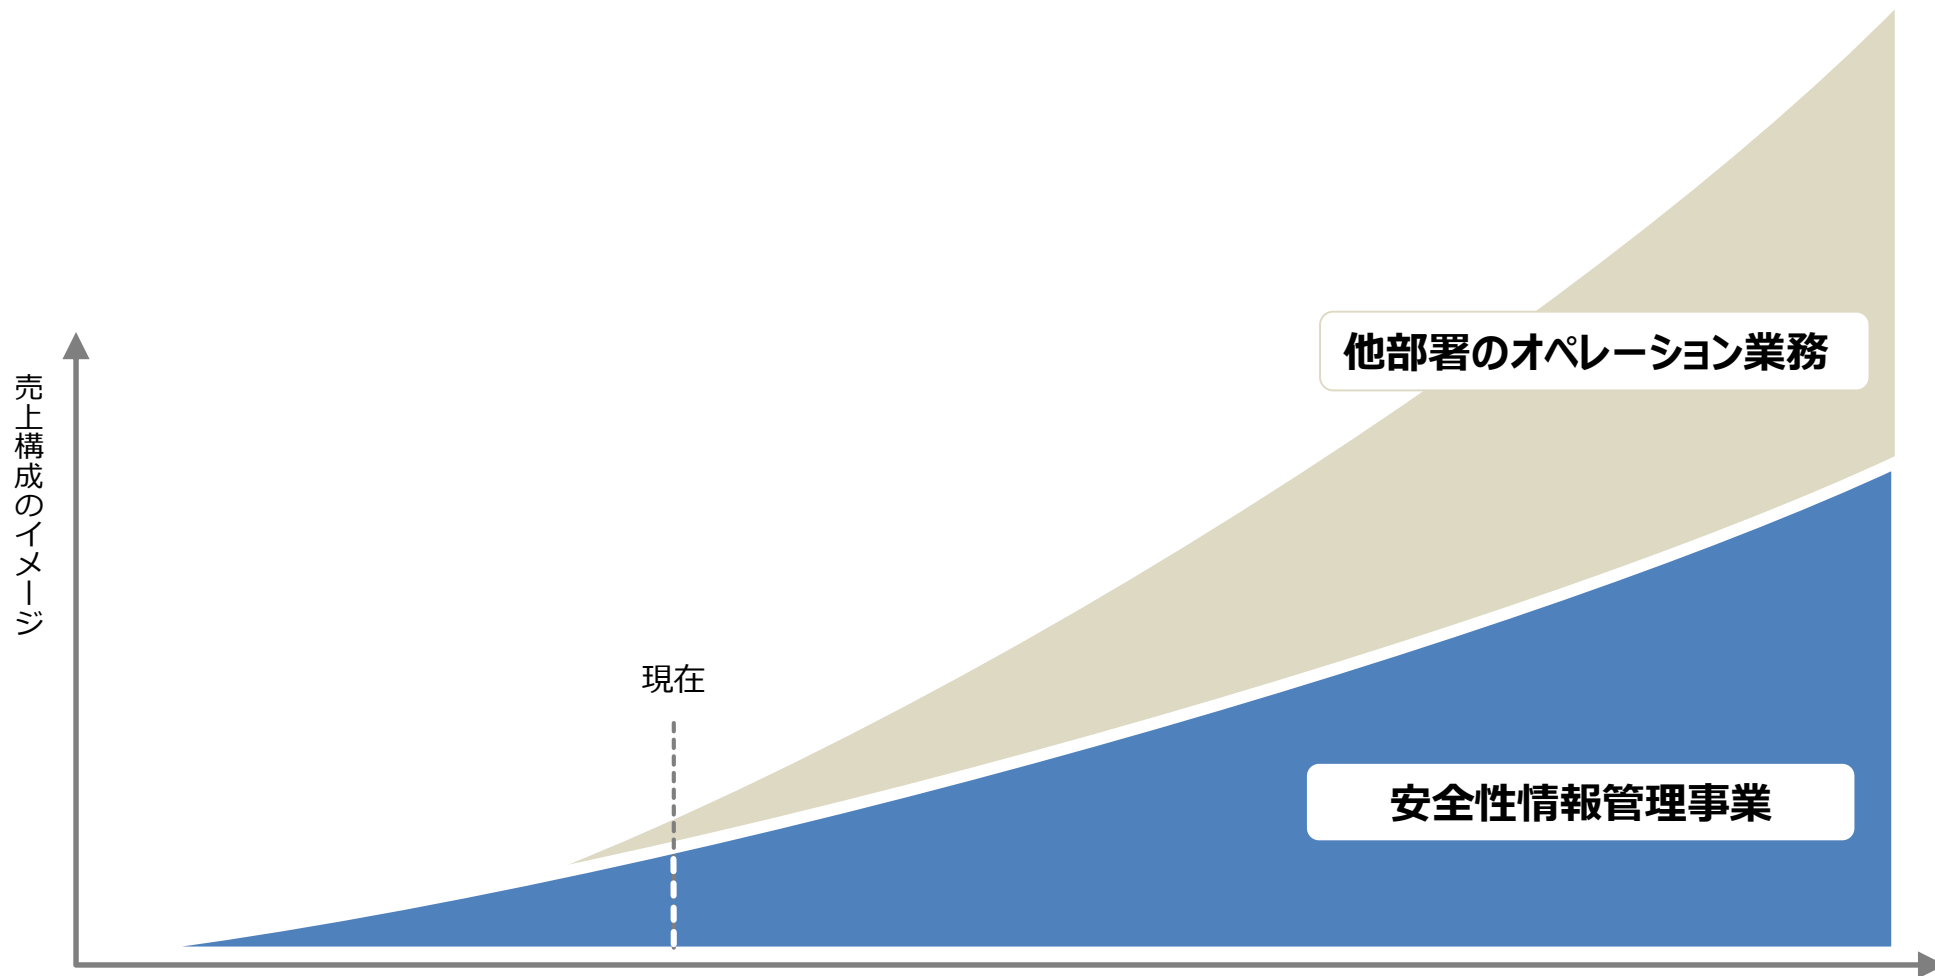 他部署のオペレーション業務
売上構成のイメージ
現在
安全性情報管理事業